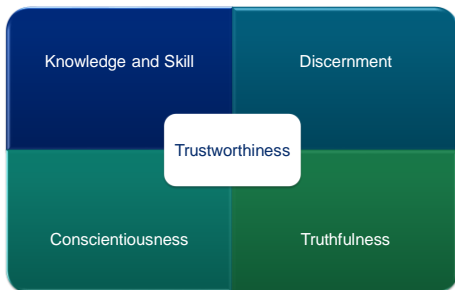 Knowledge and Skill
Discernment
Trustworthiness
Conscientiousness
Truthfulness